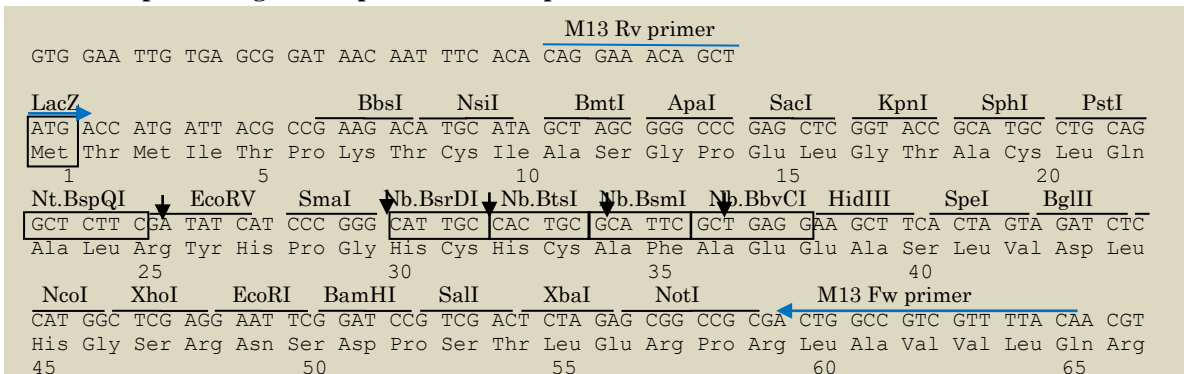 M13 Rv primer
GTG GAA TTG TGA GCG GAT AAC AAT TTC ACA CAG GAA ACA GCT
LacZ BbsI NsiI BmtI ApaI SacI KpnI SphI PstI
ATG ACC ATG ATT ACG CCG AAG ACA TGC ATA GCT AGC GGG CCC GAG CTC GGT ACC GCA TGC CTG CAG
Met Thr Met Ile Thr Pro Lys Thr Cys Ile Ala Ser Gly Pro Glu Leu Gly Thr Ala Cys Leu Gln
1 5 10 15 20
Nt.BspQI EcoRV SmaI Nb.BsrDI Nb.BtsI Nb.BsmI Nb.BbvCI HidIII SpeI BglII
GCT CTTC CGA TAT CAT CCC GGG CAT TGC CAC TGC GCA TTC GCT GAG GAA GCT TCA CTA GTA GAT CTC
Ala Leu Arg Tyr His Pro Gly His Cys His Cys Ala Phe Ala Glu Glu Ala Ser Leu Val Asp Leu
25 30 35 40
NcoI XhoI EcoRI BamHI SalI XbaI NotI M13 Fw primer
CAT GGC TCG AGG AAT TCG GAT CCG TCG ACT CTA GAG CGG CCG CGA CTG GCC GTC GTT TTA CAA CGT
His Gly Ser Arg Asn Ser Asp Pro Ser Thr Leu Glu Arg Pro Arg Leu Ala Val Val Leu Gln Arg
45 50 55 60 65